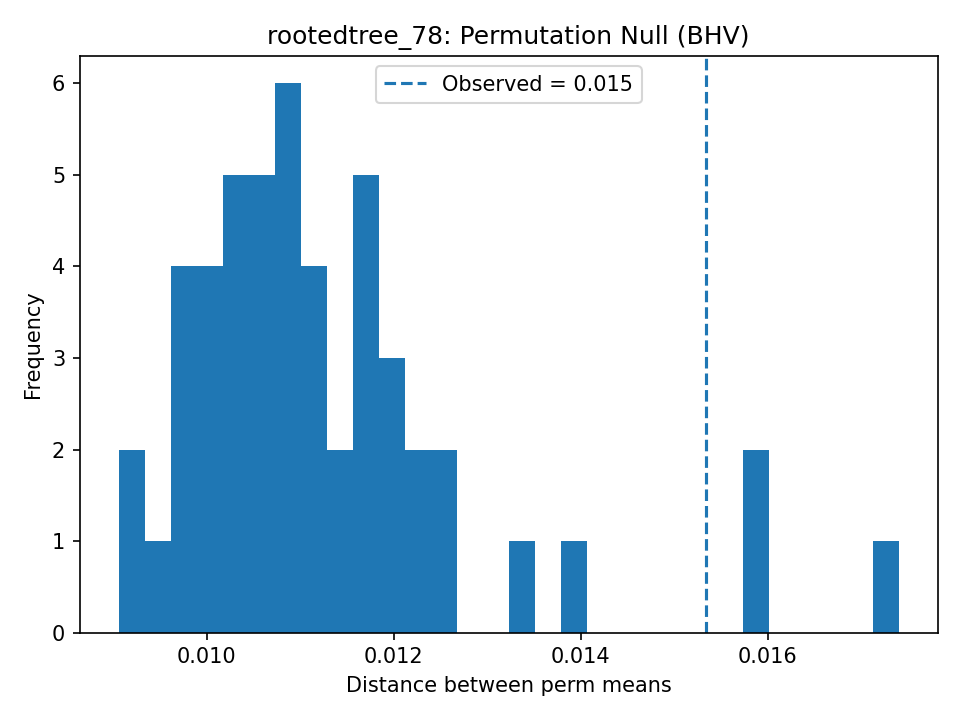 rootedtree_78: Permutation Null (BHV)
Observed = 0.015
6
5
4
3
2
1
0
Frequency
0.010 0.012 0.014 0.016
Distance between perm means